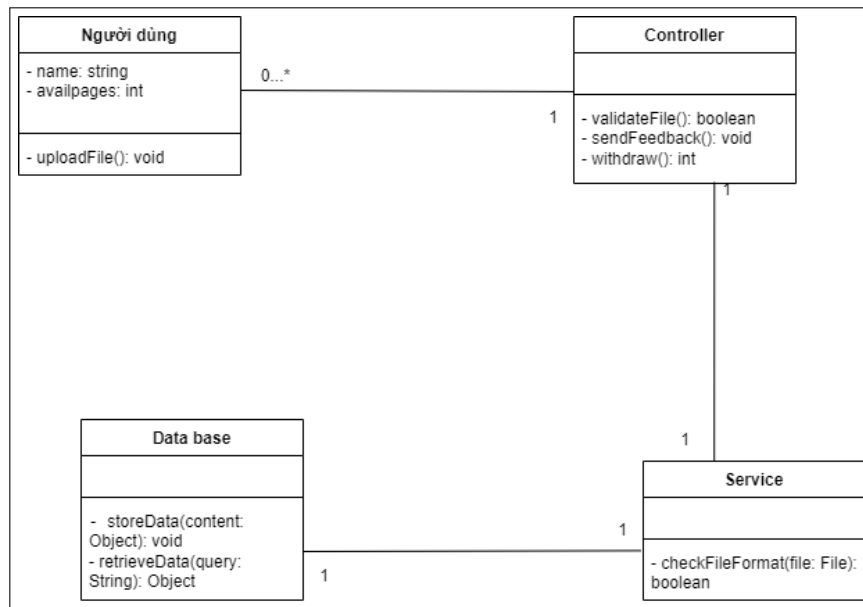 Người dùng
- name: string
- availpages: int
- uploadFile(): void
0...*
1
Controller
- validateFile(): boolean
- sendFeedback(): void
- withdraw(): int
1
1
Data base
- storeData(content:
Object): void
- retrieveData(query:
String): Object
1
1
Service
- checkFileFormat(file: File):
boolean